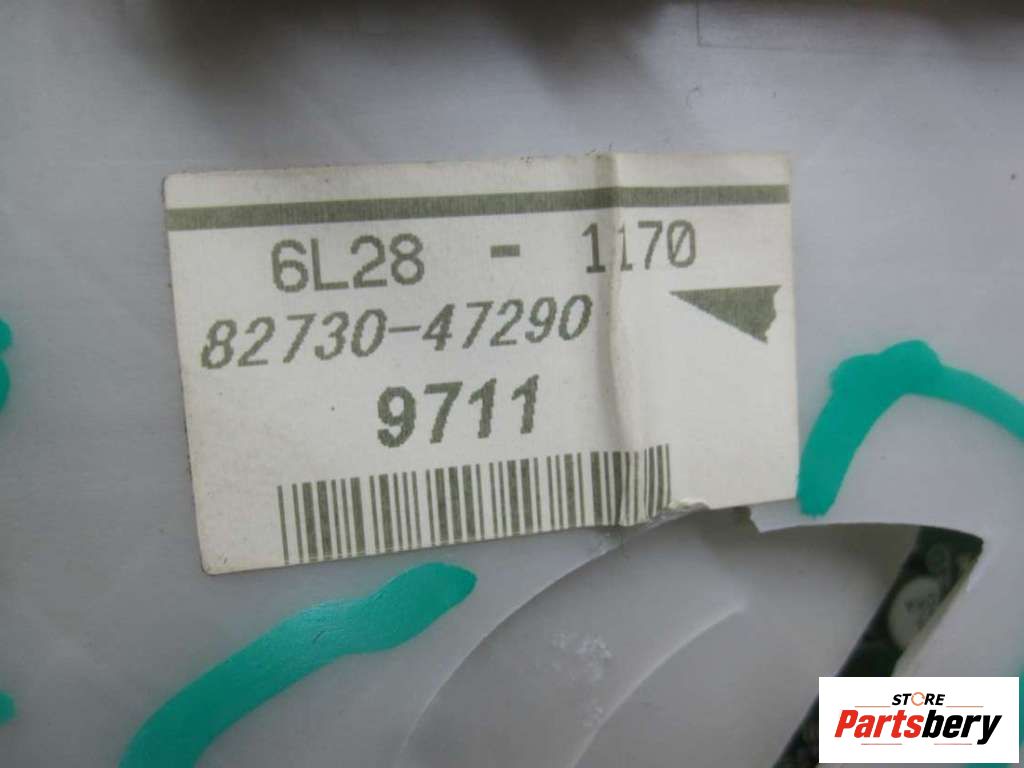 6L28 - 1170
82730-47290
9711
STORE
Partsbery